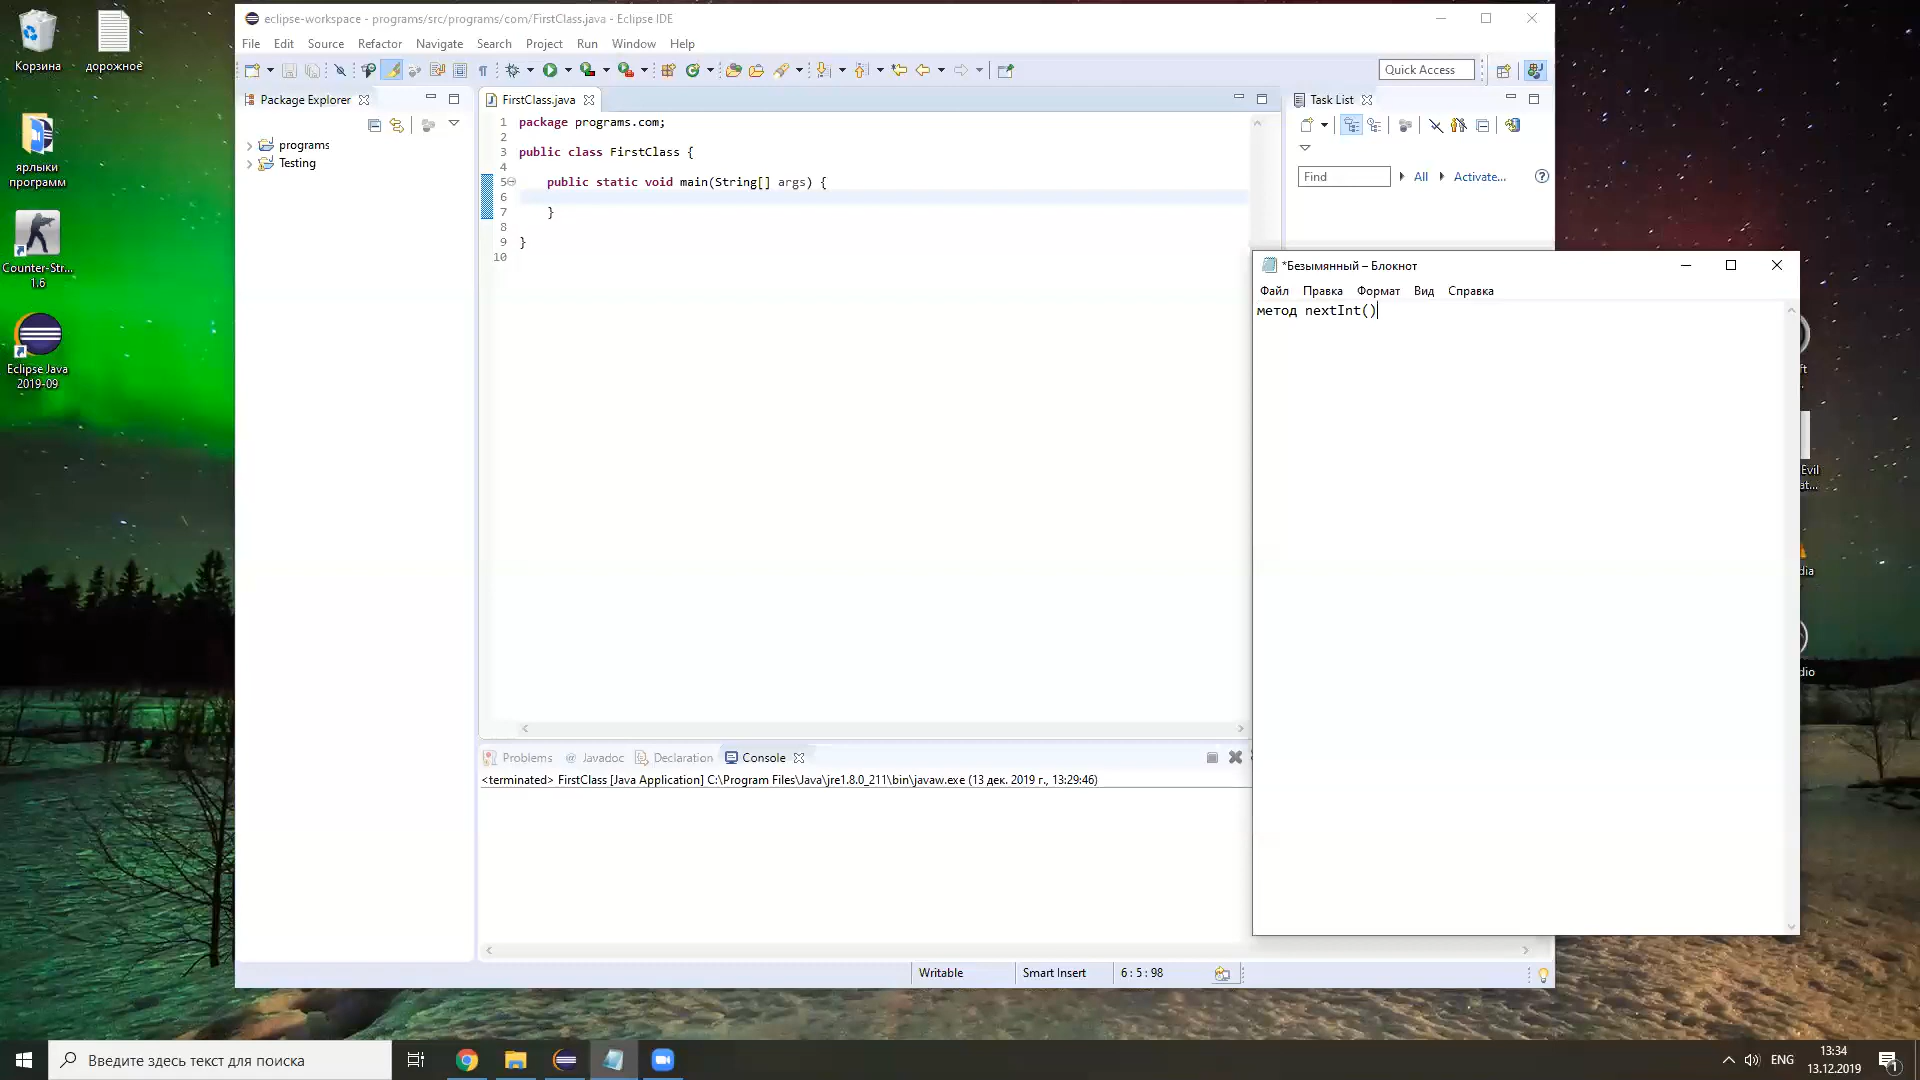 Корзина
дорожное
ярлыки
программ
Counter-Str...
1.6
Eclipse Java
2019-09
eclipse-workspace - programs/src/programs/com/FirstClass.java - Eclipse IDE
File Edit Source Refactor Navigate Search Project Run Window Help
Quick Access
Package Explorer
programs
Testing
FirstClass.java
1 package programs.com;
2
3 public class FirstClass {
4
5 public static void main(String[] args) {
6
7 }
8
9 }
10
Task List
Find
All
Activate...
*Безымянный – Блокнот
Файл Правка Формат Вид Справка
метод nextInt()
ft
Evil
at...
dia
dio
Problems @ Javadoc Declaration Console
<terminated> FirstClass [Java Application] C:\Program Files\Java\jre1.8.0_211\bin\javaw.exe (13 дек. 2019 г., 13:29:46)
Writable Smart Insert 6 : 5 : 98
Введите здесь текст для поиска
ENG
13:34
13.12.2019
1